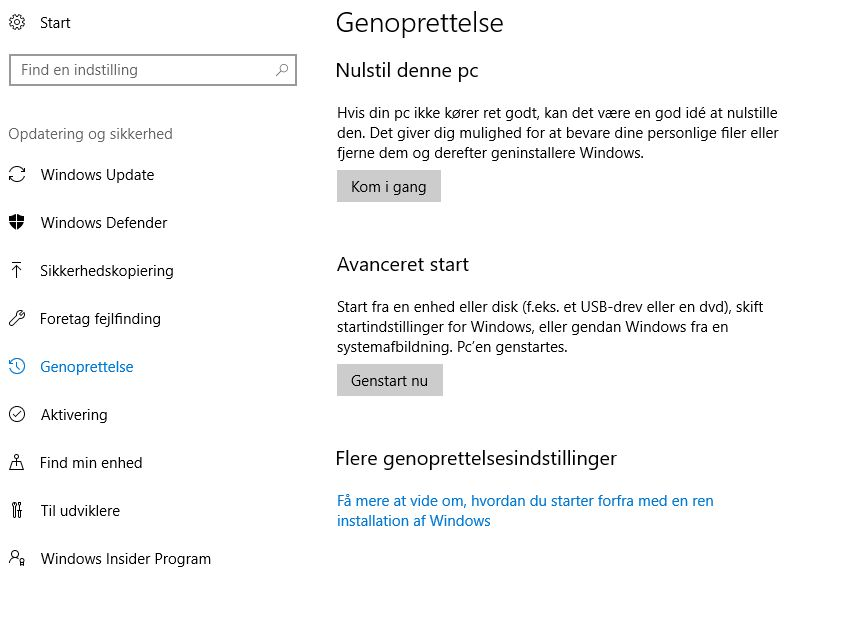 Start
Find en indstilling
Opdatering og sikkerhed
Windows Update
Windows Defender
Sikkerhedskopiering
Foretag fejlfinding
Genoprettelse
Aktivering
Find min enhed
Til udviklere
Windows Insider Program
Genoprettelse
Nulstil denne pc
Hvis din pc ikke kører ret godt, kan det være en god idé at nulstille
den. Det giver dig mulighed for at bevare dine personlige filer eller
fjerne dem og derefter geninstallere Windows.
Kom i gang
Avanceret start
Start fra en enhed eller disk (f.eks. et USB-drev eller en dvd), skift
startindstillinger for Windows, eller gendan Windows fra en
systemafbildning. Pc'en genstartes.
Genstart nu
Flere genoprettelsesindstillinger
Få mere at vide om, hvordan du starter forfra med en ren
installation af Windows